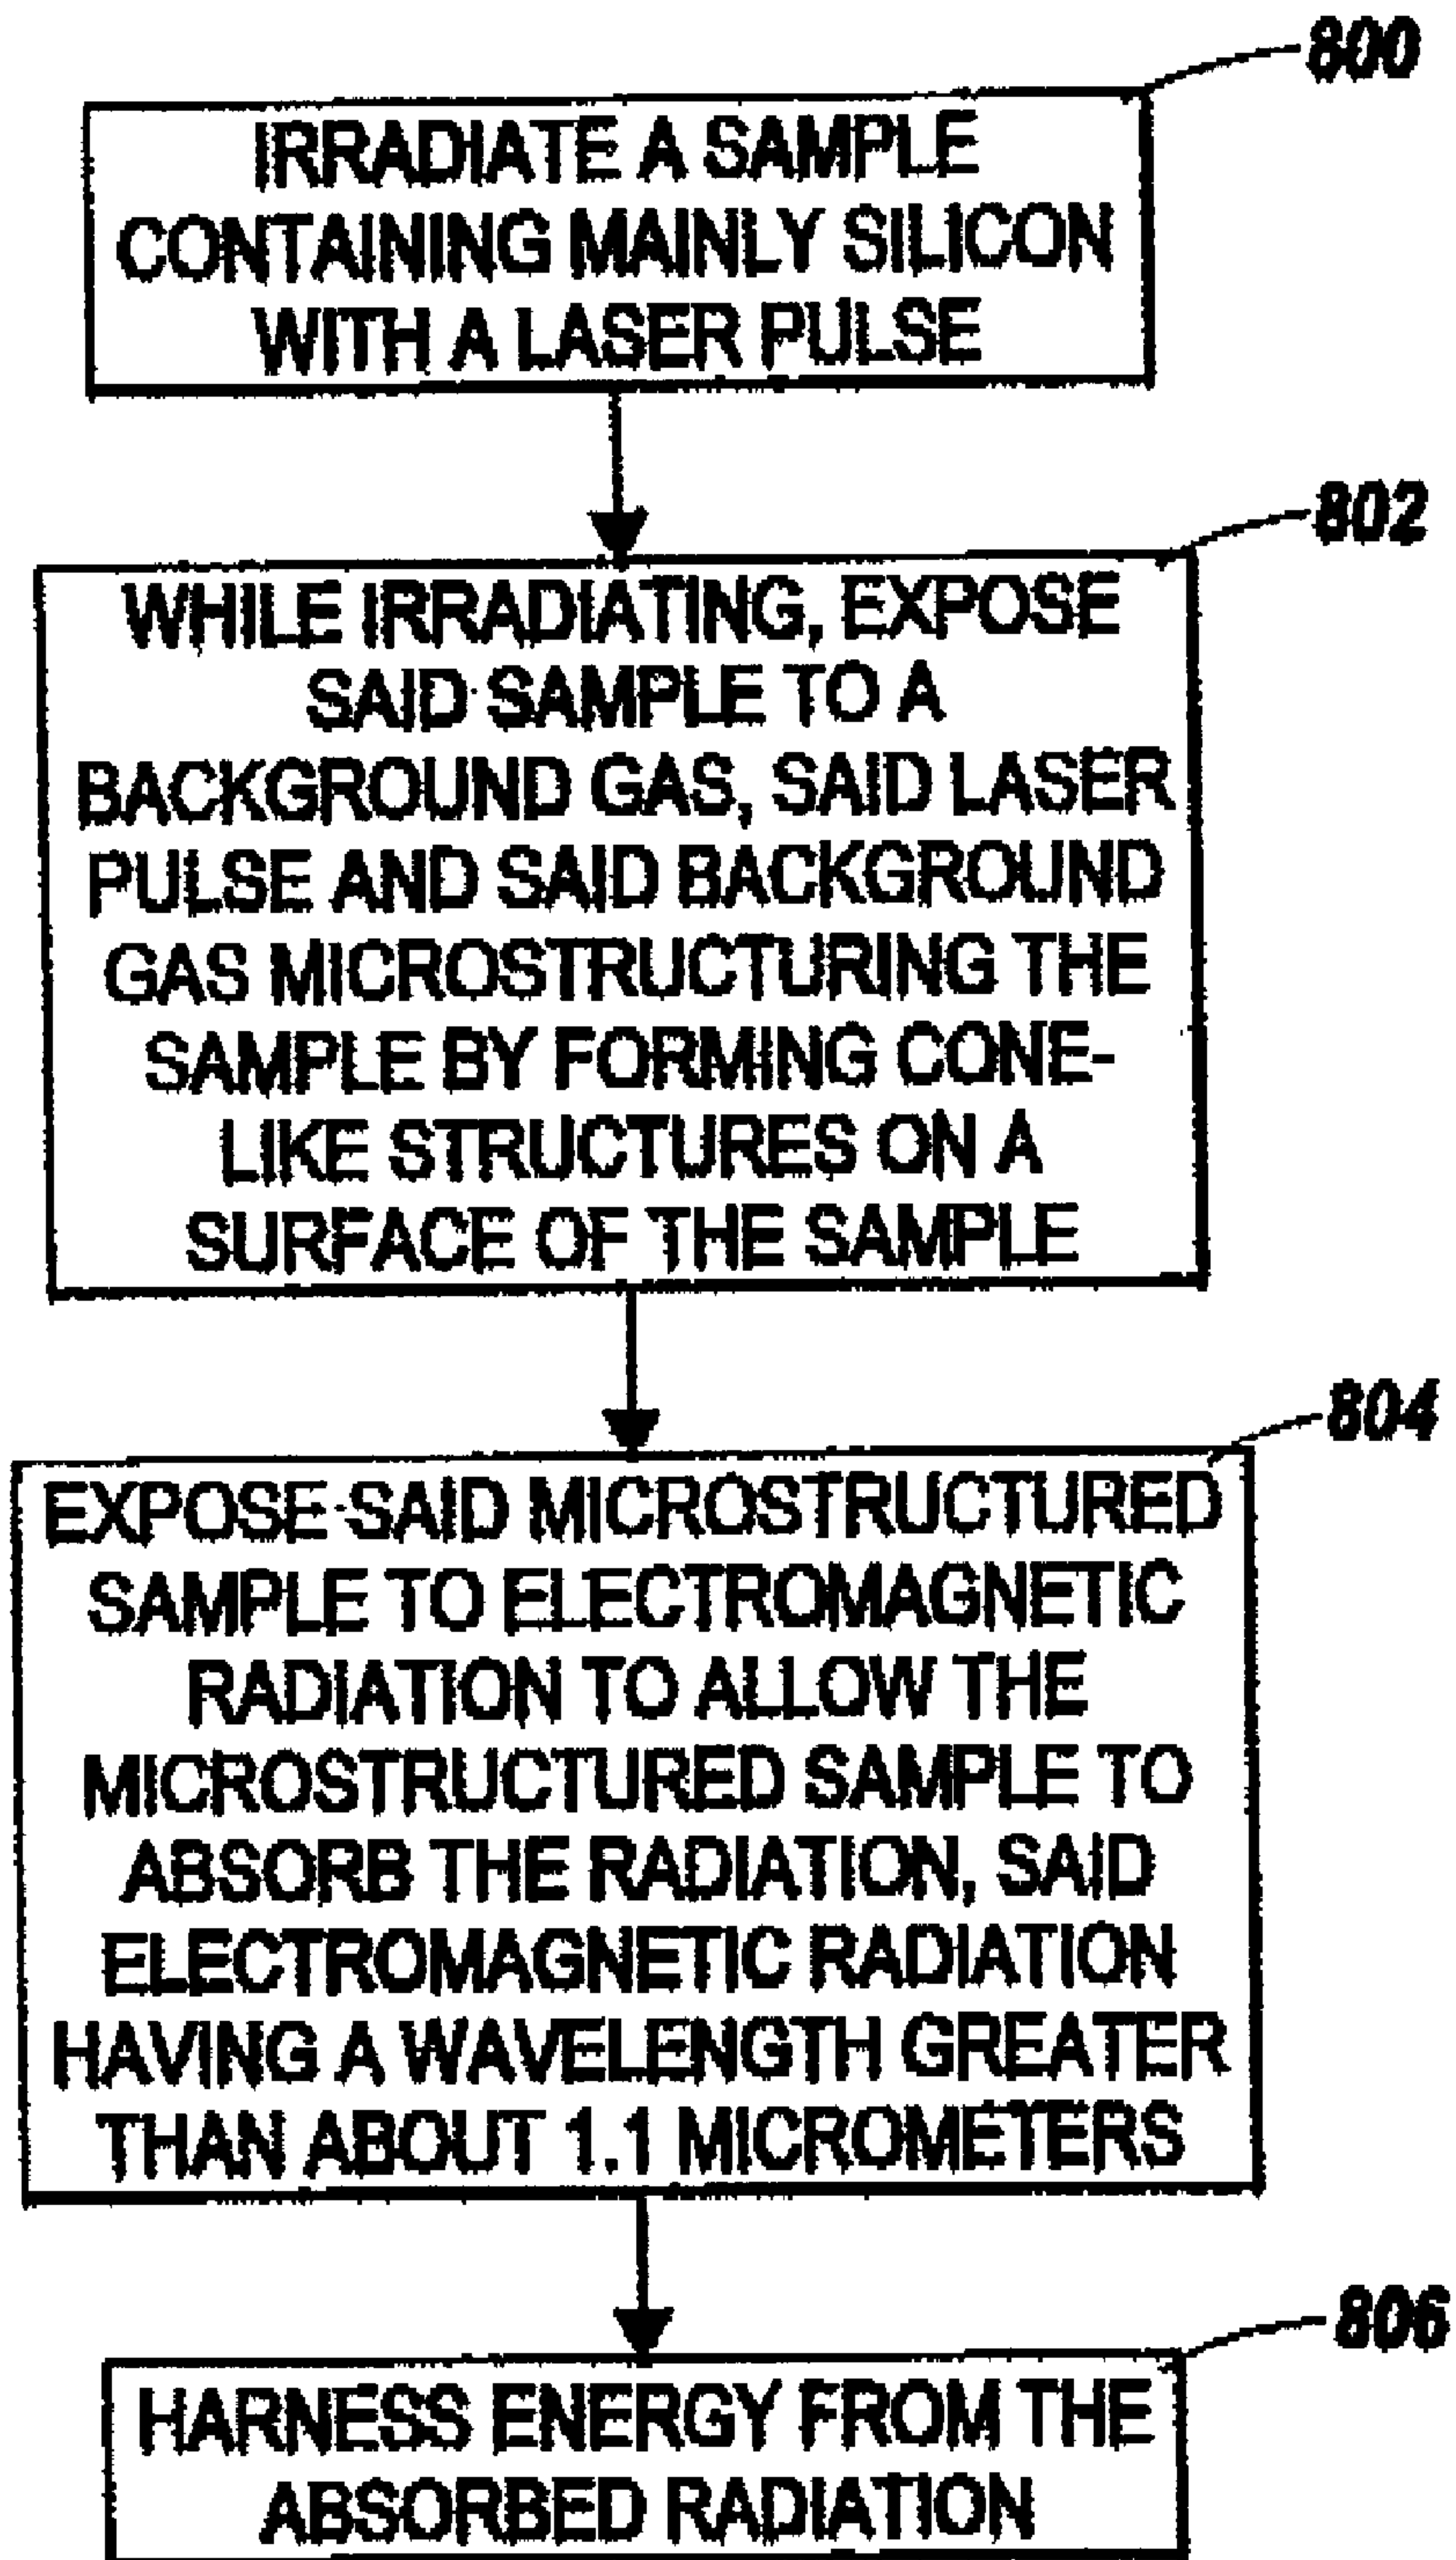 800
IRRADIATE A SAMPLE
CONTAINING MAINLY SILICON
WITH A LASER PULSE
802
WHILE IRRADIATING, EXPOSE
SAID SAMPLE TO A
BACKGROUND GAS, SAID LASER
PULSE AND SAID BACKGROUND
GAS MICROSTRUCTURING THE
SAMPLE BY FORMING CONE-
LIKE STRUCTURES ON A
SURFACE OF THE SAMPLE
804
EXPOSE SAID MICROSTRUCTURED
SAMPLE TO ELECTROMAGNETIC
RADIATION TO ALLOW THE
MICROSTRUCTURED SAMPLE TO
ABSORB THE RADIATION, SAID
ELECTROMAGNETIC RADIATION
HAVING A WAVELENGTH GREATER
THAN ABOUT 1.1 MICROMETERS
806
HARNESS ENERGY FROM THE
ABSORBED RADIATION